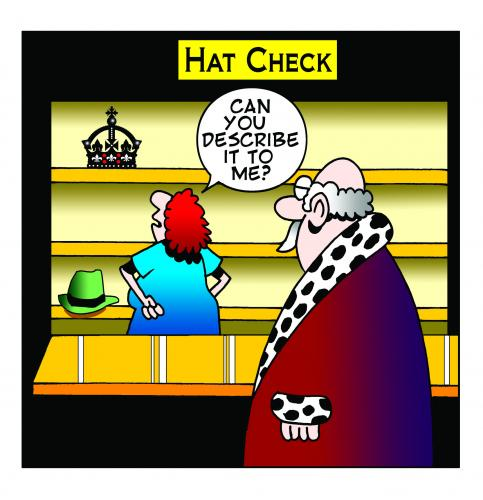 HAT CHECK
CAN
YOU
DESCRIBE
IT TO
ME?